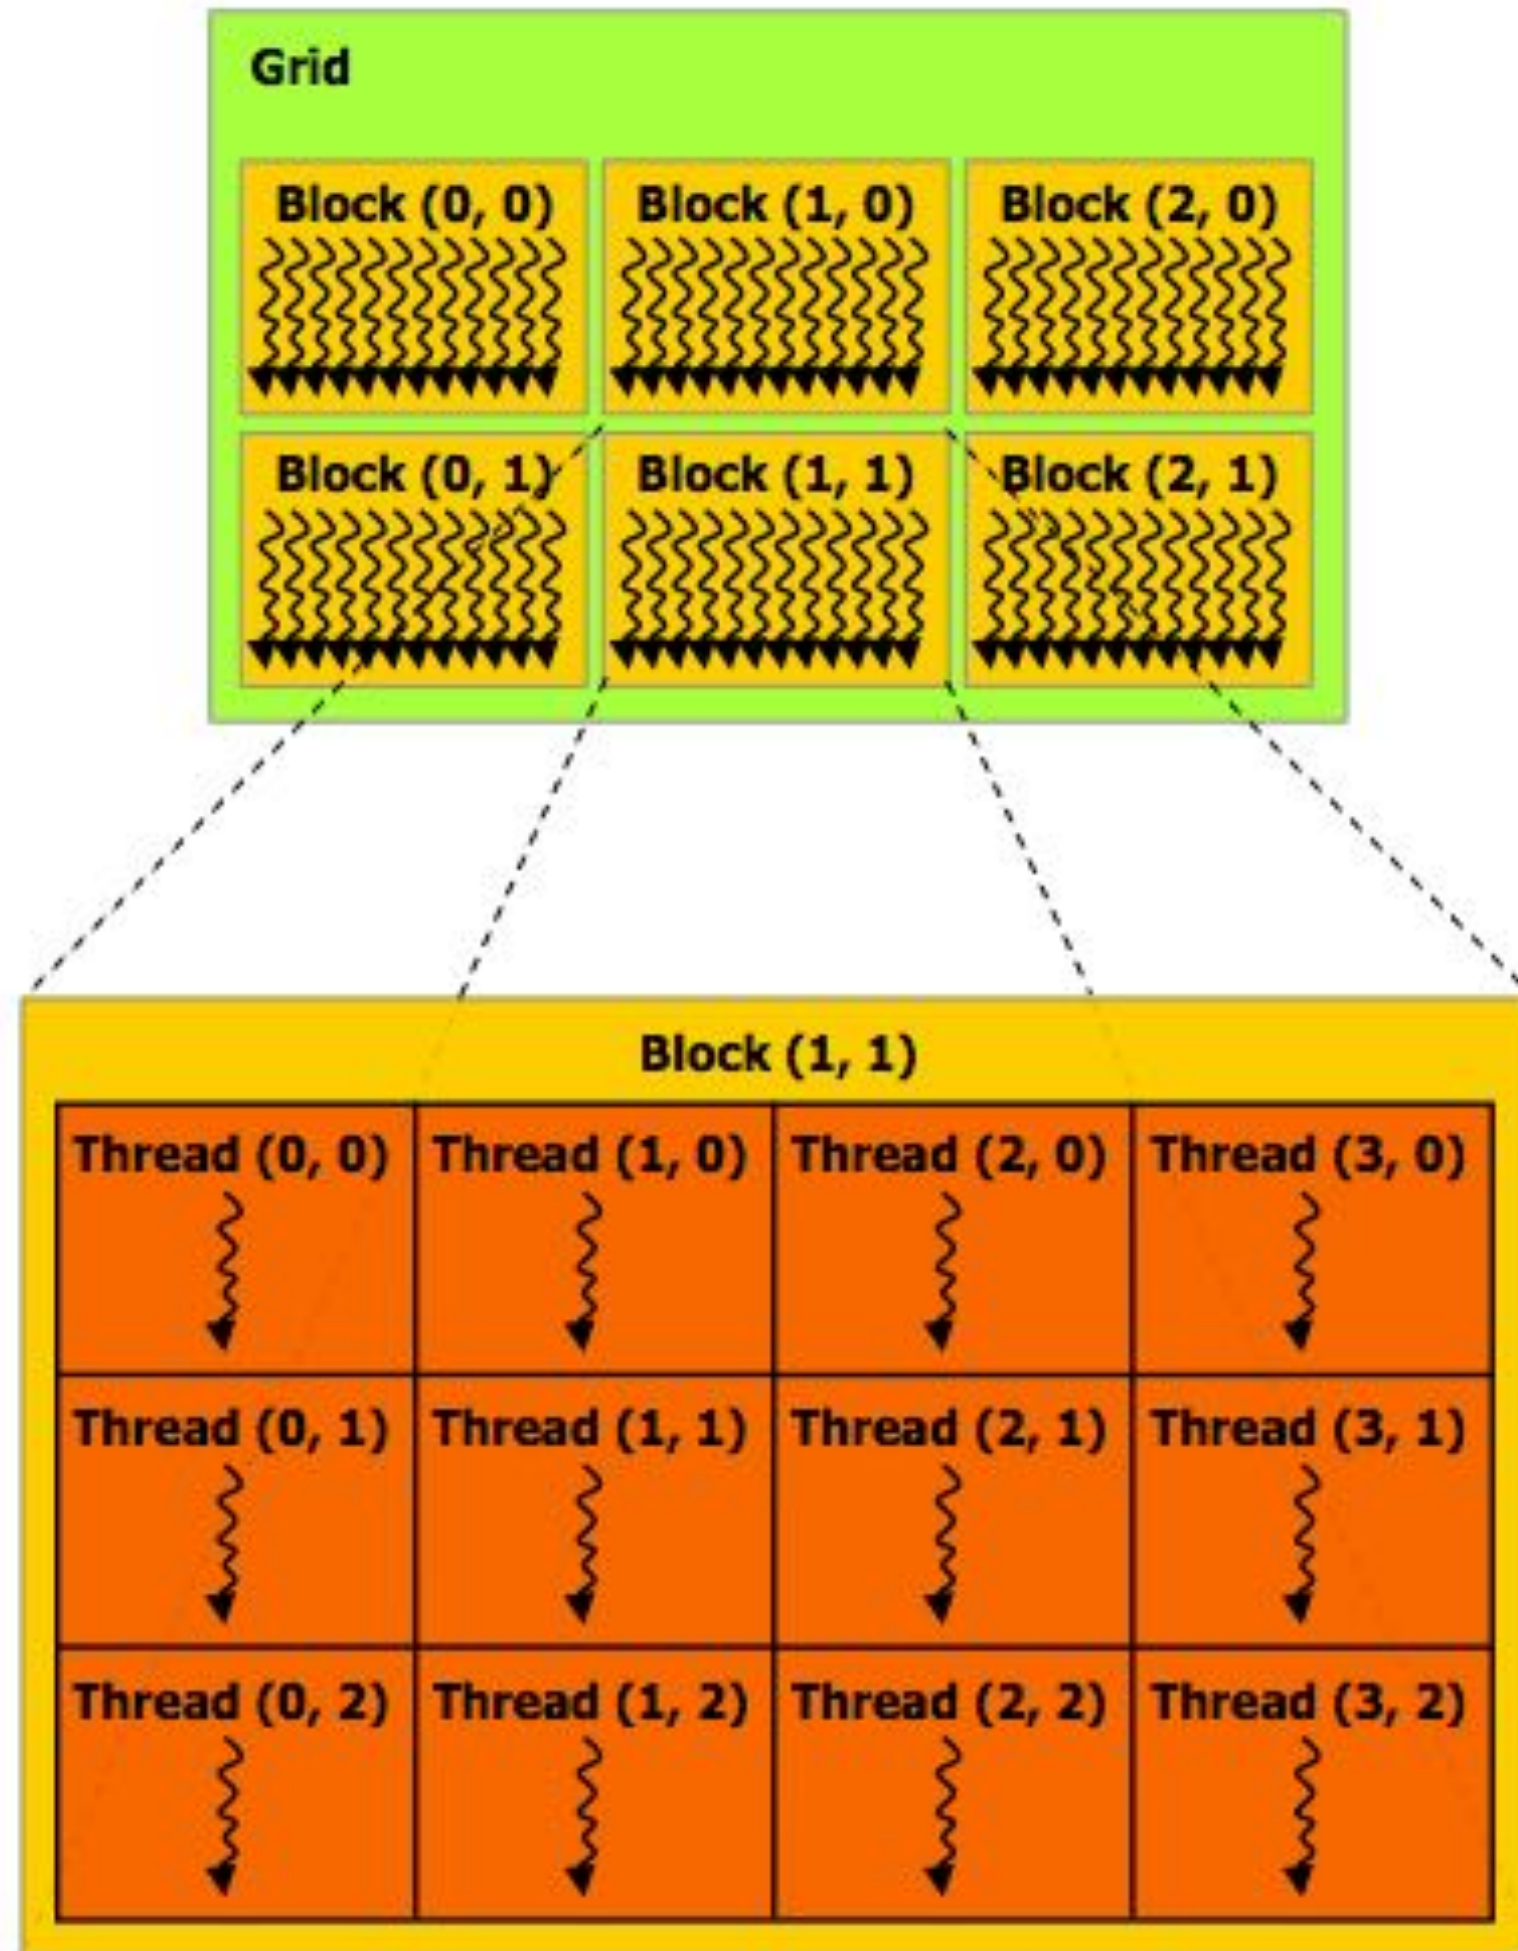 Grid
Block (0, 0) Block (1, 0) Block (2, 0)
Block (0, 1) Block (1, 1) Block (2, 1)
Block (1, 1)
Thread (0, 0) Thread (1, 0) Thread (2, 0) Thread (3, 0)
Thread (0, 1) Thread (1, 1) Thread (2, 1) Thread (3, 1)
Thread (0, 2) Thread (1, 2) Thread (2, 2) Thread (3, 2)